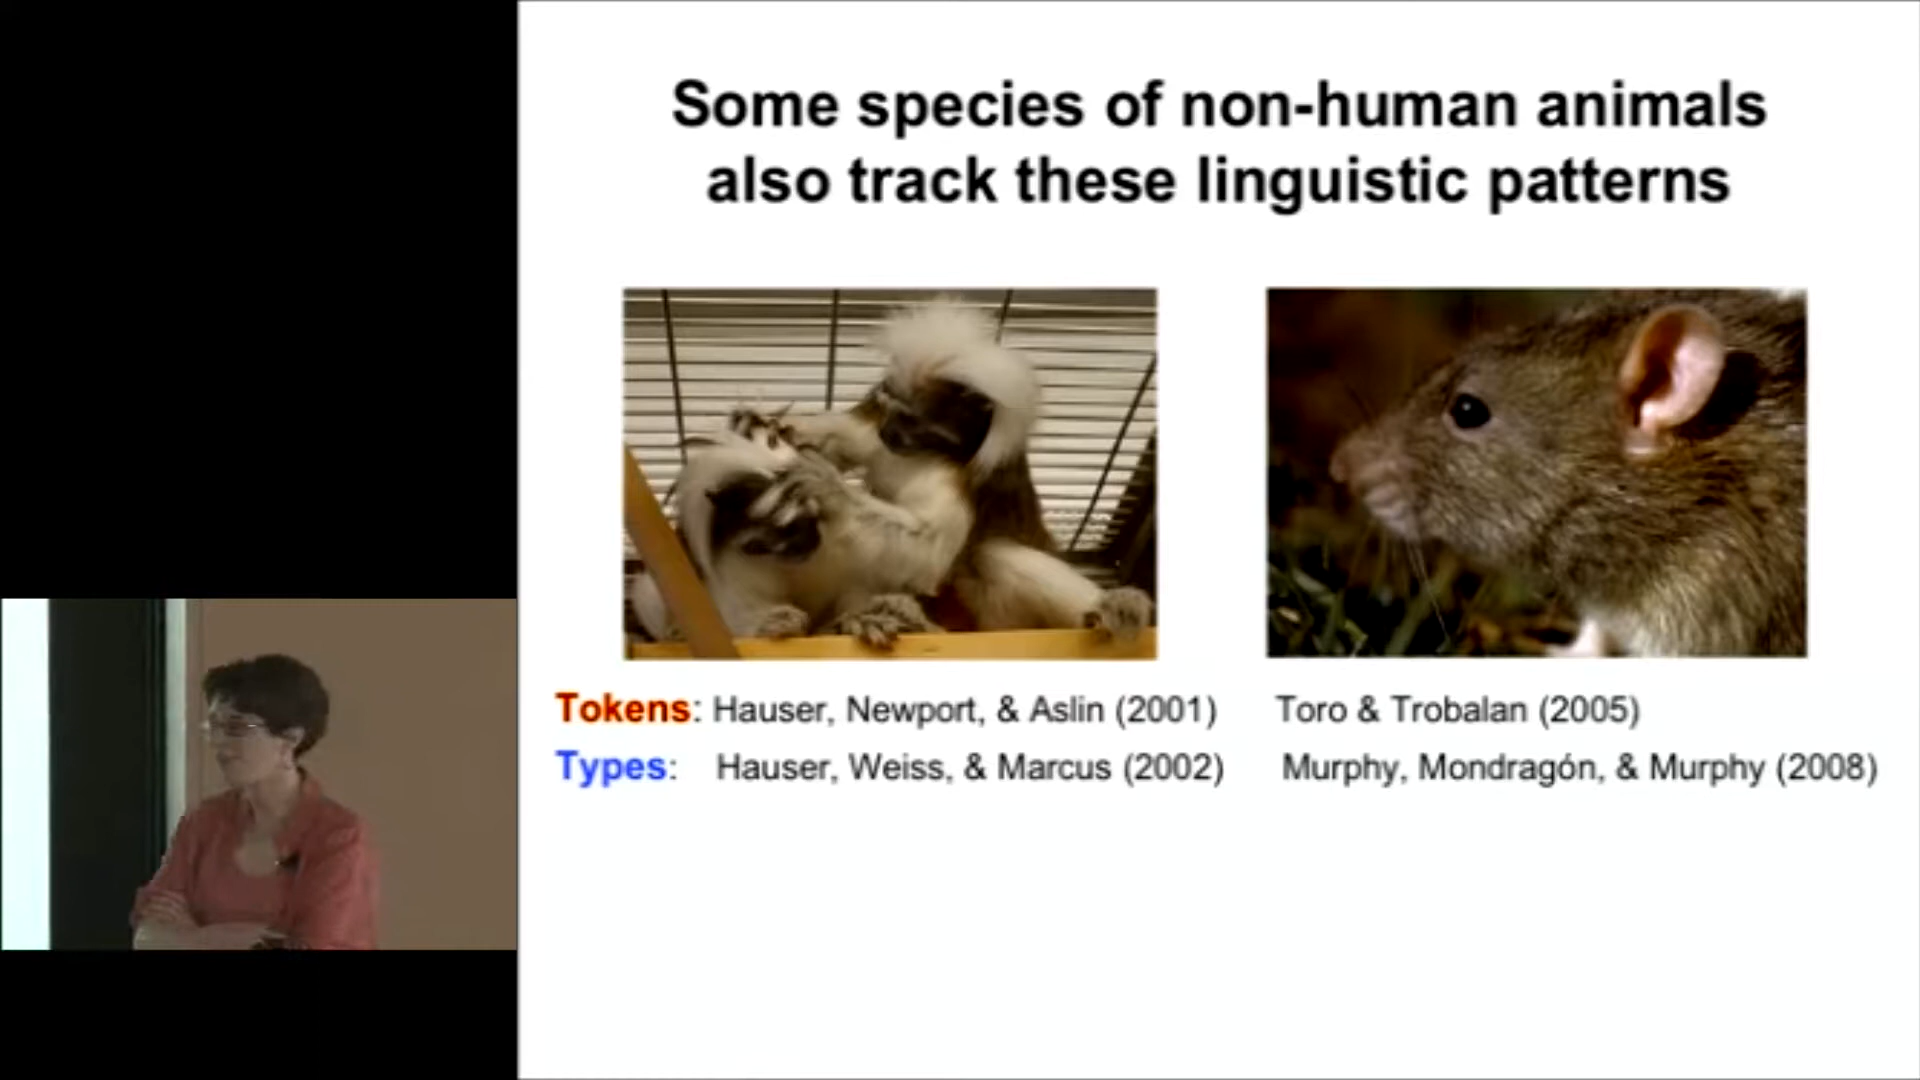 Some species of non-human animals
also track these linguistic patterns
Tokens: Hauser, Newport, & Aslin (2001) Toro & Trobalan (2005)
Types: Hauser, Weiss, & Marcus (2002) Murphy, Mondragón, & Murphy (2008)